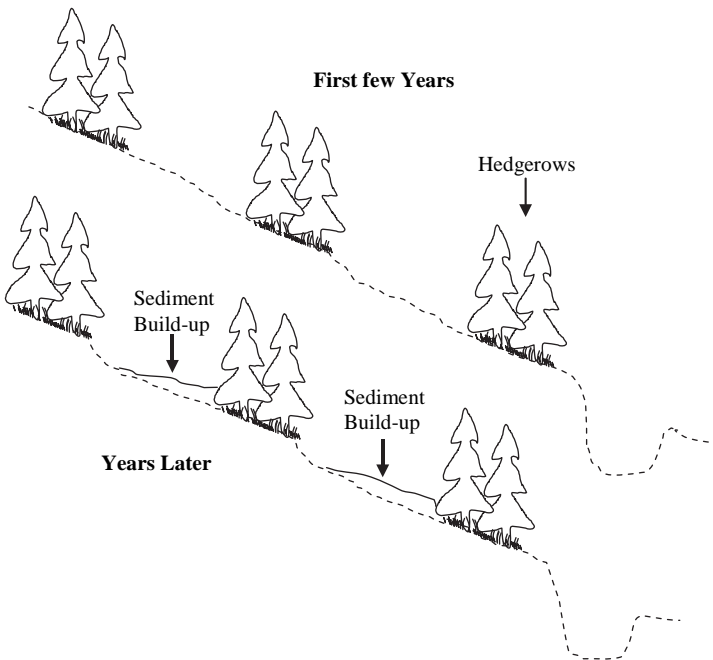 First few Years
Hedgerows
Sediment
Build-up
Sediment
Build-up
Years Later